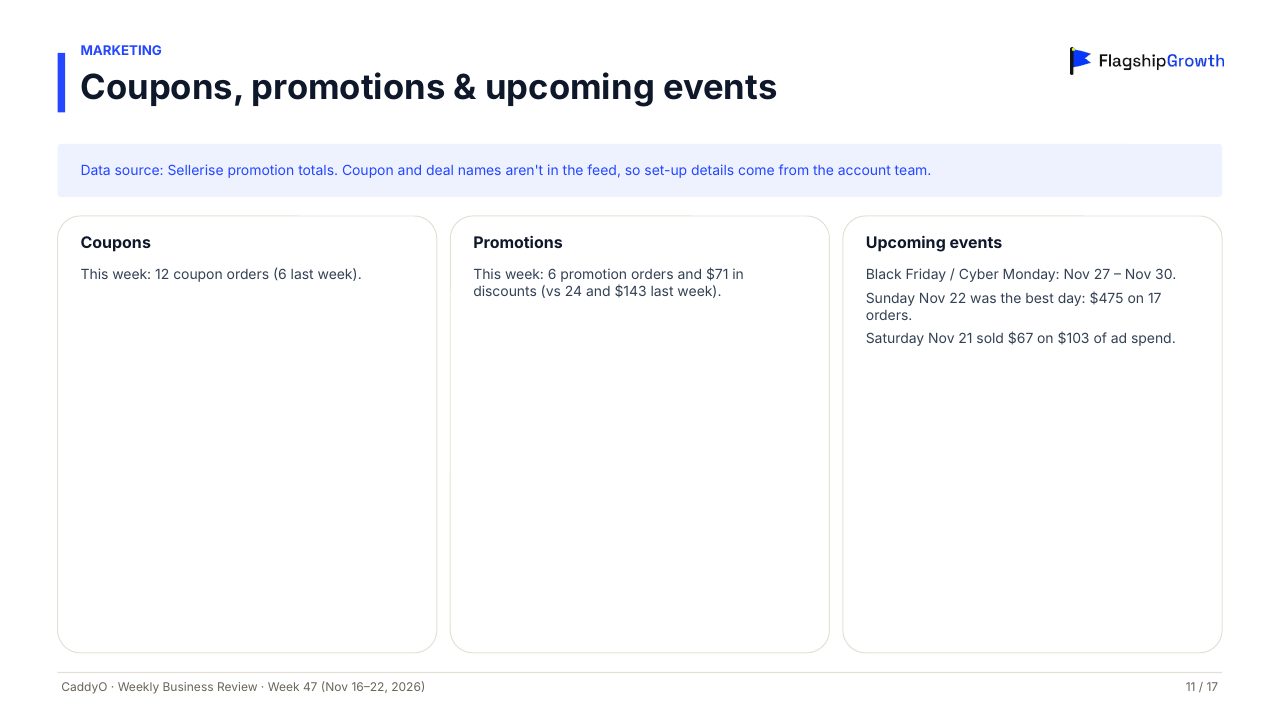 MARKETING
Coupons, promotions & upcoming events
FlagshipGrowth
Data source: Sellerise promotion totals. Coupon and deal names aren't in the feed, so set-up details come from the account team.
Coupons
This week: 12 coupon orders (6 last week).
Promotions
This week: 6 promotion orders and $71 in
discounts (vs 24 and $143 last week).
Upcoming events
Black Friday / Cyber Monday: Nov 27 – Nov 30.
Sunday Nov 22 was the best day: $475 on 17
orders.
Saturday Nov 21 sold $67 on $103 of ad spend.
CaddyO · Weekly Business Review · Week 47 (Nov 16–22, 2026)
11 / 17